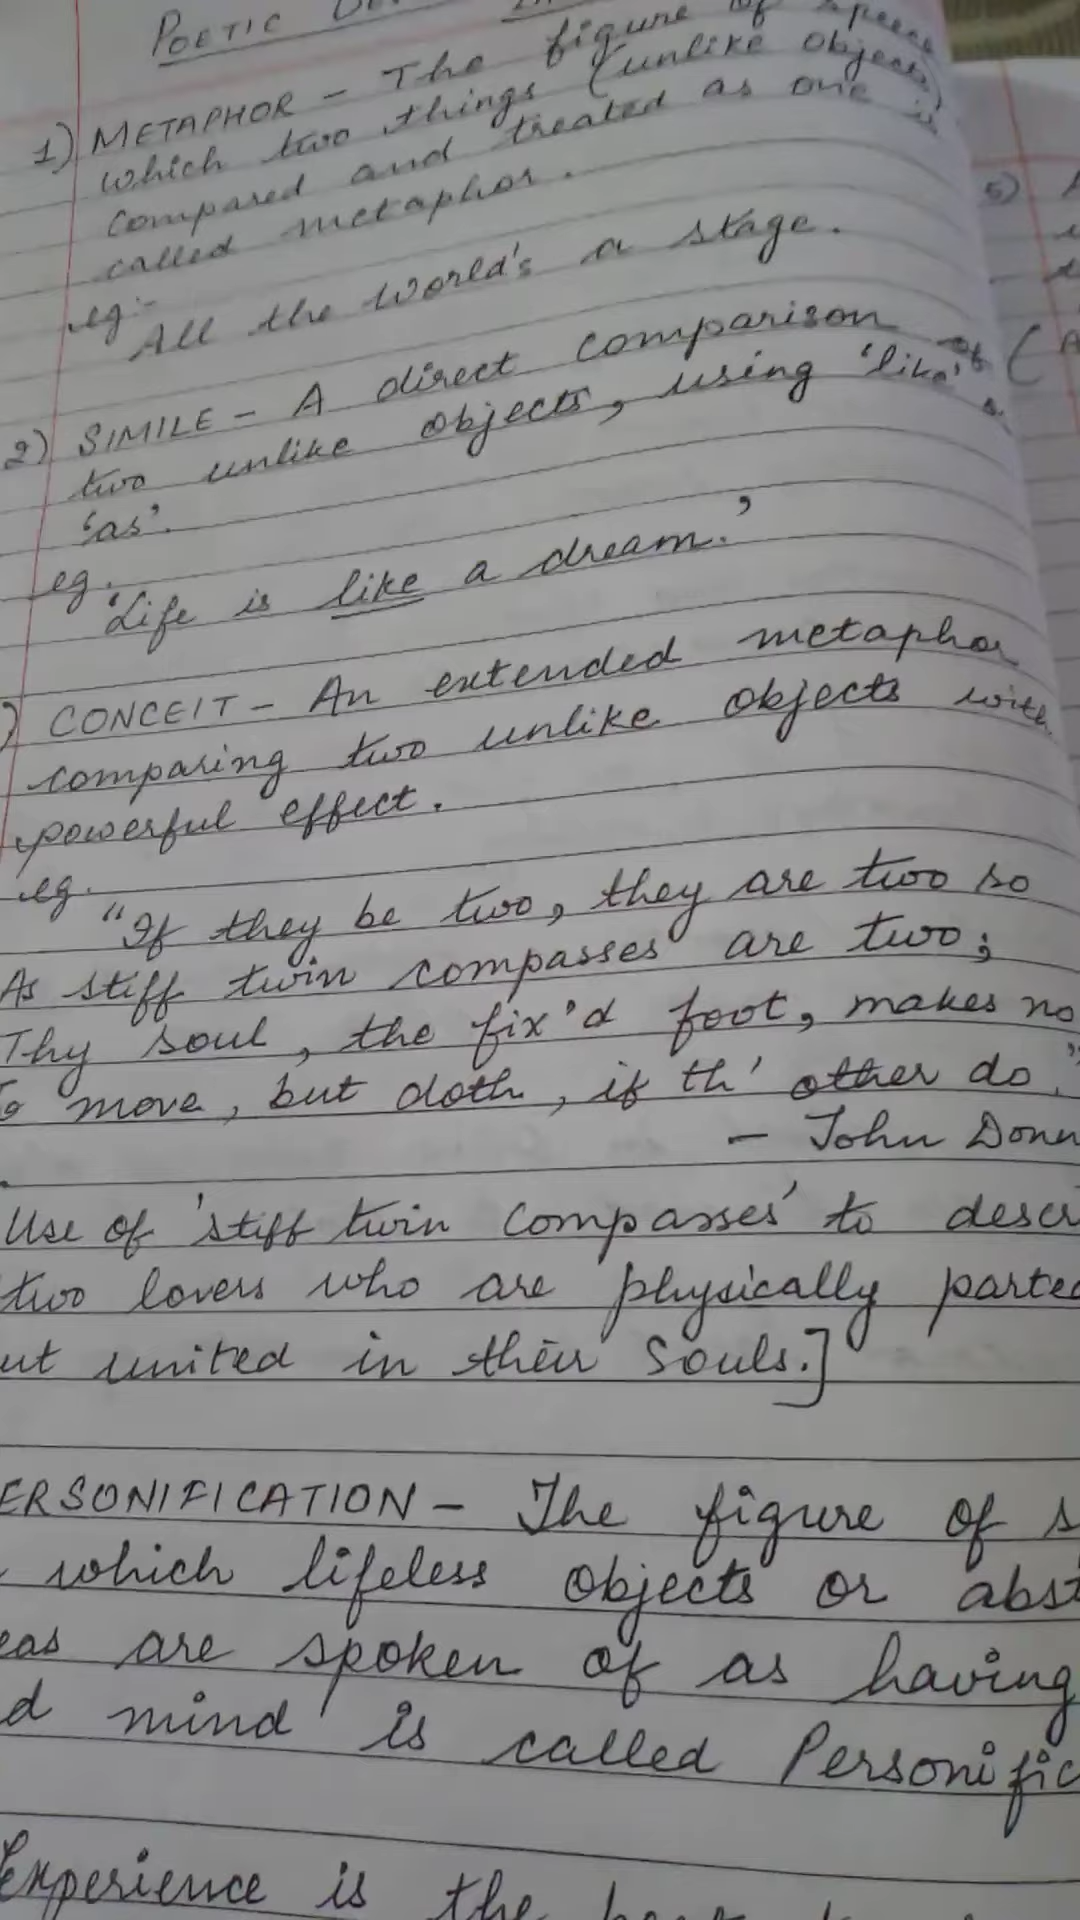 POETIC
1) METAPHOR - The figure of speech
which two things (unlike objects)
compared and treated as one is
called metaphor.
eg:-
All the world's a stage.
2) SIMILE - A direct comparison of
two unlike objects, using 'like'
'as'.
eg.
'Life is like a dream.'
) CONCEIT - An extended metaphor
comparing two unlike objects with
powerful effect.
eg.
"If they be two, they are two so
As stiff twin compasses are two;
Thy soul, the fix'd foot, makes no
To move, but doth, if th' other do."
- John Donn
Use of 'stiff twin compasses' to descri
two lovers who are physically parted
ut united in their souls.]
ERSONIFICATION - The figure of s
which lifeless objects or abst
eas are spoken of as having
d mind is called Personific
Experience is the
5)